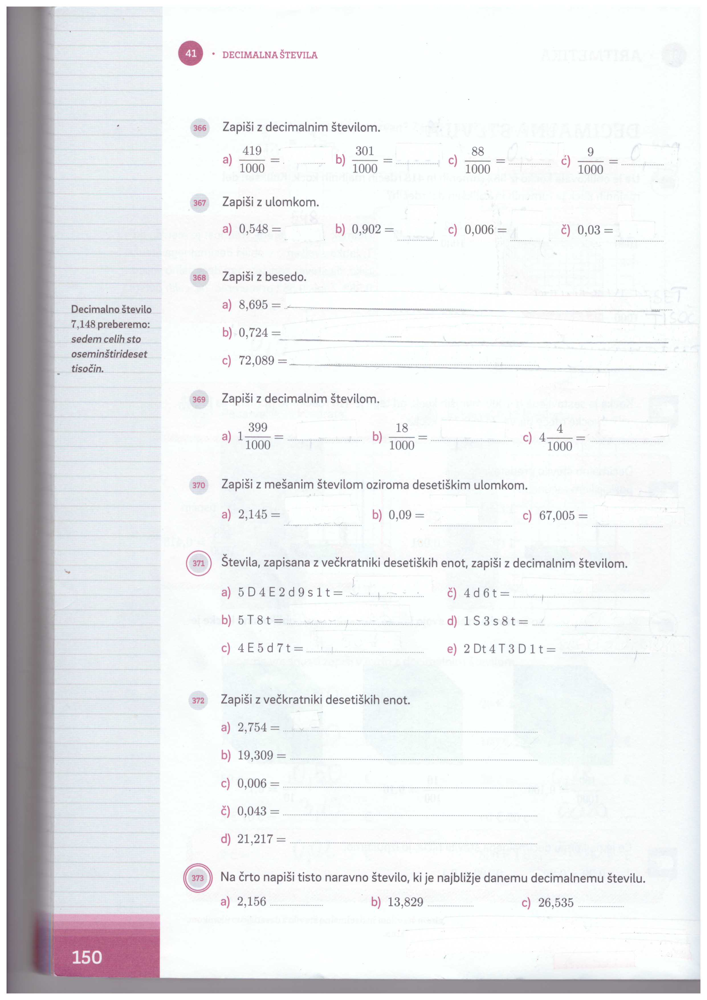 41 • DECIMALNA ŠTEVILA
366 Zapiši z decimalnim številom.
a) 419/1000 = b) 301/1000 = c) 88/1000 = č) 9/1000 =
367 Zapiši z ulomkom.
a) 0,548 = b) 0,902 = c) 0,006 = č) 0,03 =
368 Zapiši z besedo.
a) 8,695 =
b) 0,724 =
c) 72,089 =
Decimalno število
7,148 preberemo:
sedem celih sto
oseminštirideset
tisočin.
369 Zapiši z decimalnim številom.
a) 1 399/1000 = b) 18/1000 = c) 4 4/1000 =
370 Zapiši z mešanim številom oziroma desetiškim ulomkom.
a) 2,145 = b) 0,09 = c) 67,005 =
371 Števila, zapisana z večkratniki desetiških enot, zapiši z decimalnim številom.
a) 5 D 4 E 2 d 9 s 1 t = č) 4 d 6 t =
b) 5 T 8 t = d) 1 S 3 s 8 t =
c) 4 E 5 d 7 t = e) 2 Dt 4 T 3 D 1 t =
372 Zapiši z večkratniki desetiških enot.
a) 2,754 =
b) 19,309 =
c) 0,006 =
č) 0,043 =
d) 21,217 =
373 Na črto napiši tisto naravno število, ki je najbližje danemu decimalnemu številu.
a) 2,156 b) 13,829 c) 26,535
150